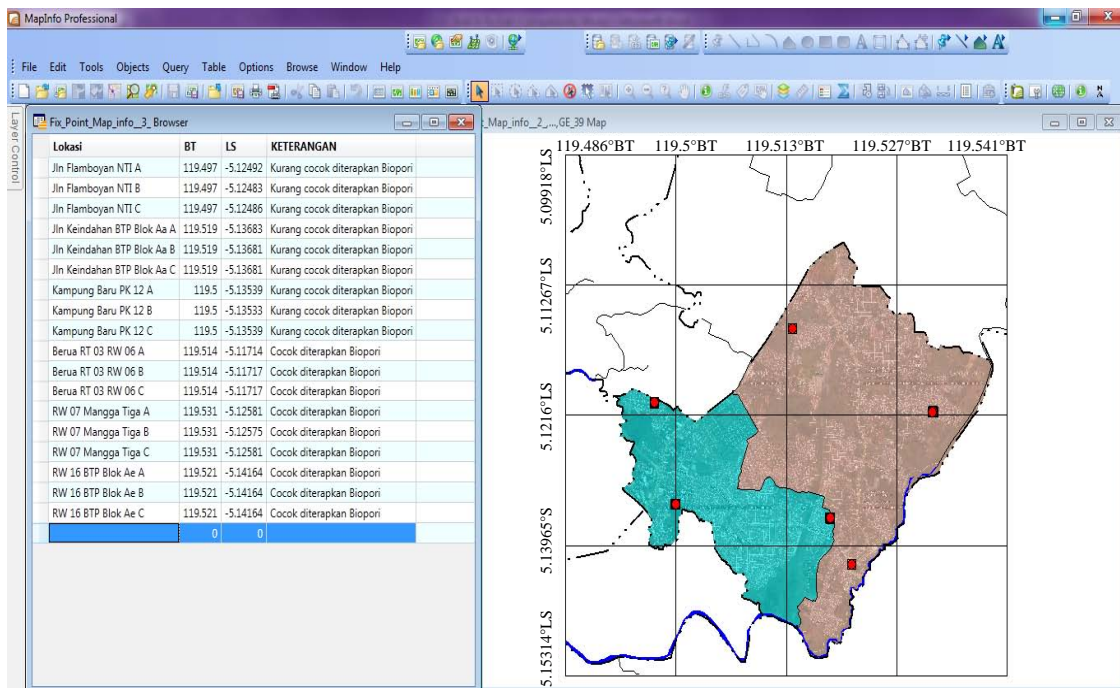 MapInfo Professional
File Edit Tools Objects Query Table Options Browse Window Help
Layer Control
Fix_Point_Map_info__3_ Browser
Lokasi BT LS KETERANGAN
Jln Flamboyan NTI A 119.497 -5.12492 Kurang cocok diterapkan Biopori
Jln Flamboyan NTI B 119.497 -5.12483 Kurang cocok diterapkan Biopori
Jln Flamboyan NTI C 119.497 -5.12486 Kurang cocok diterapkan Biopori
Jln Keindahan BTP Blok Aa A 119.519 -5.13683 Kurang cocok diterapkan Biopori
Jln Keindahan BTP Blok Aa B 119.519 -5.13681 Kurang cocok diterapkan Biopori
Jln Keindahan BTP Blok Aa C 119.519 -5.13681 Kurang cocok diterapkan Biopori
Kampung Baru PK 12 A 119.5 -5.13539 Kurang cocok diterapkan Biopori
Kampung Baru PK 12 B 119.5 -5.13533 Kurang cocok diterapkan Biopori
Kampung Baru PK 12 C 119.5 -5.13539 Kurang cocok diterapkan Biopori
Berua RT 03 RW 06 A 119.514 -5.11714 Cocok diterapkan Biopori
Berua RT 03 RW 06 B 119.514 -5.11717 Cocok diterapkan Biopori
Berua RT 03 RW 06 C 119.514 -5.11717 Cocok diterapkan Biopori
RW 07 Mangga Tiga A 119.531 -5.12581 Cocok diterapkan Biopori
RW 07 Mangga Tiga B 119.531 -5.12575 Cocok diterapkan Biopori
RW 07 Mangga Tiga C 119.531 -5.12581 Cocok diterapkan Biopori
RW 16 BTP Blok Ae A 119.521 -5.14164 Cocok diterapkan Biopori
RW 16 BTP Blok Ae B 119.521 -5.14164 Cocok diterapkan Biopori
RW 16 BTP Blok Ae C 119.521 -5.14164 Cocok diterapkan Biopori
0 0
_Map_info__2_,...,GE_39 Map
119.486°BT 119.5°BT 119.513°BT 119.527°BT 119.541°BT
5.09918°LS
5.11267°LS
5.1216°LS
5.13965°S
5.15314°LS